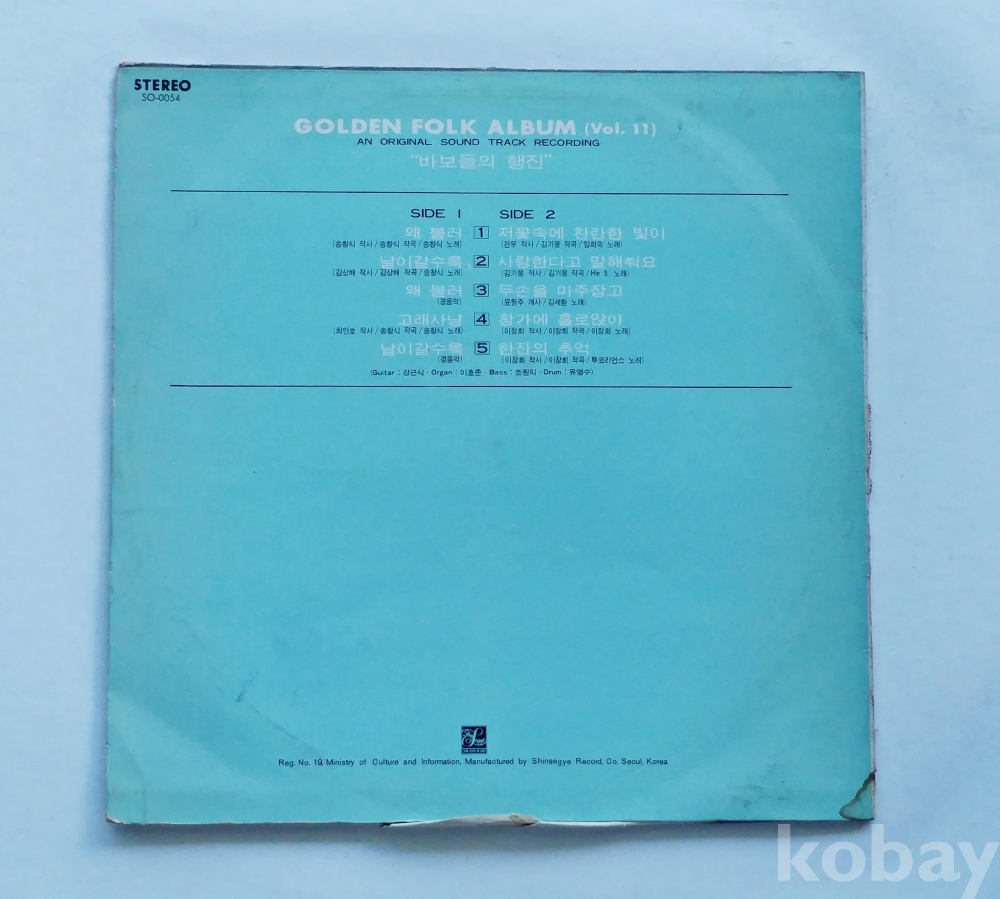 STEREO
SO-0054
GOLDEN FOLK ALBUM (Vol. 11)
AN ORIGINAL SOUND TRACK RECORDING
“바보들의 행진”
SIDE 1 SIDE 2
왜 불러 1 저꽃속에 찬란한 빛이
(송창식 작사/송창식 작곡/송창식 노래) (전우 작사/김기웅 작곡/임희숙 노래)
날이갈수록, 2 사랑한다고 말해줘요
(김상배 작사/김상배 작곡/송창식 노래) (김기웅 작사/김기웅 작곡/He 5 노래)
왜 불러 3 두손을 마주잡고
(경음악) (윤형주 개사/김세환 노래)
고래사냥 4 창가에 홀로앉아
(최인호 작사/송창식 작곡/송창식 노래) (이장희 작사/이장희 작곡/이장희 노래)
날이갈수록 5 한잔의 추억
(경음악) (이장희 작사/이장희 작곡/투코리언스 노래)
(Guitar : 강근식 · Organ : 이호준 · Bass : 조원익 · Drum : 유영수)
Reg. No. 19, Ministry of Culture and Information, Manufactured by Shinsegye Record, Co. Seoul, Korea
kobay